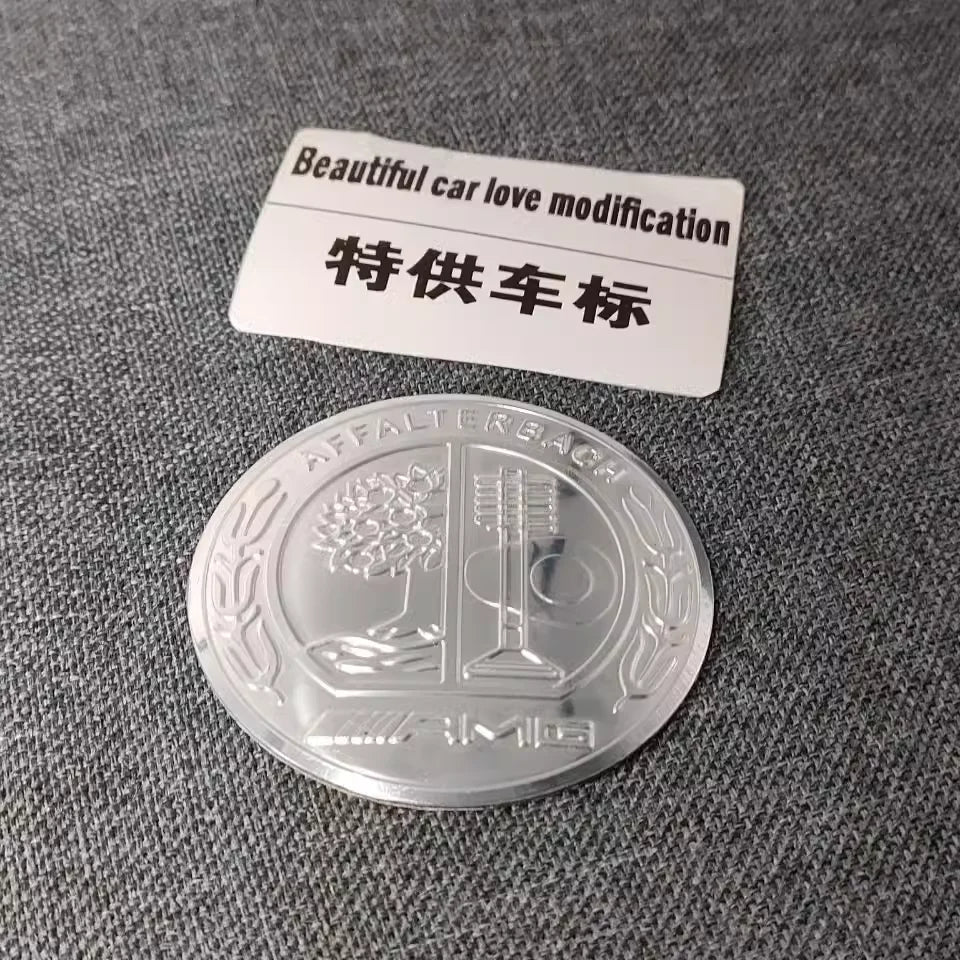 Beautiful car love modification
特供车标
AFFALTERBACH
AMG